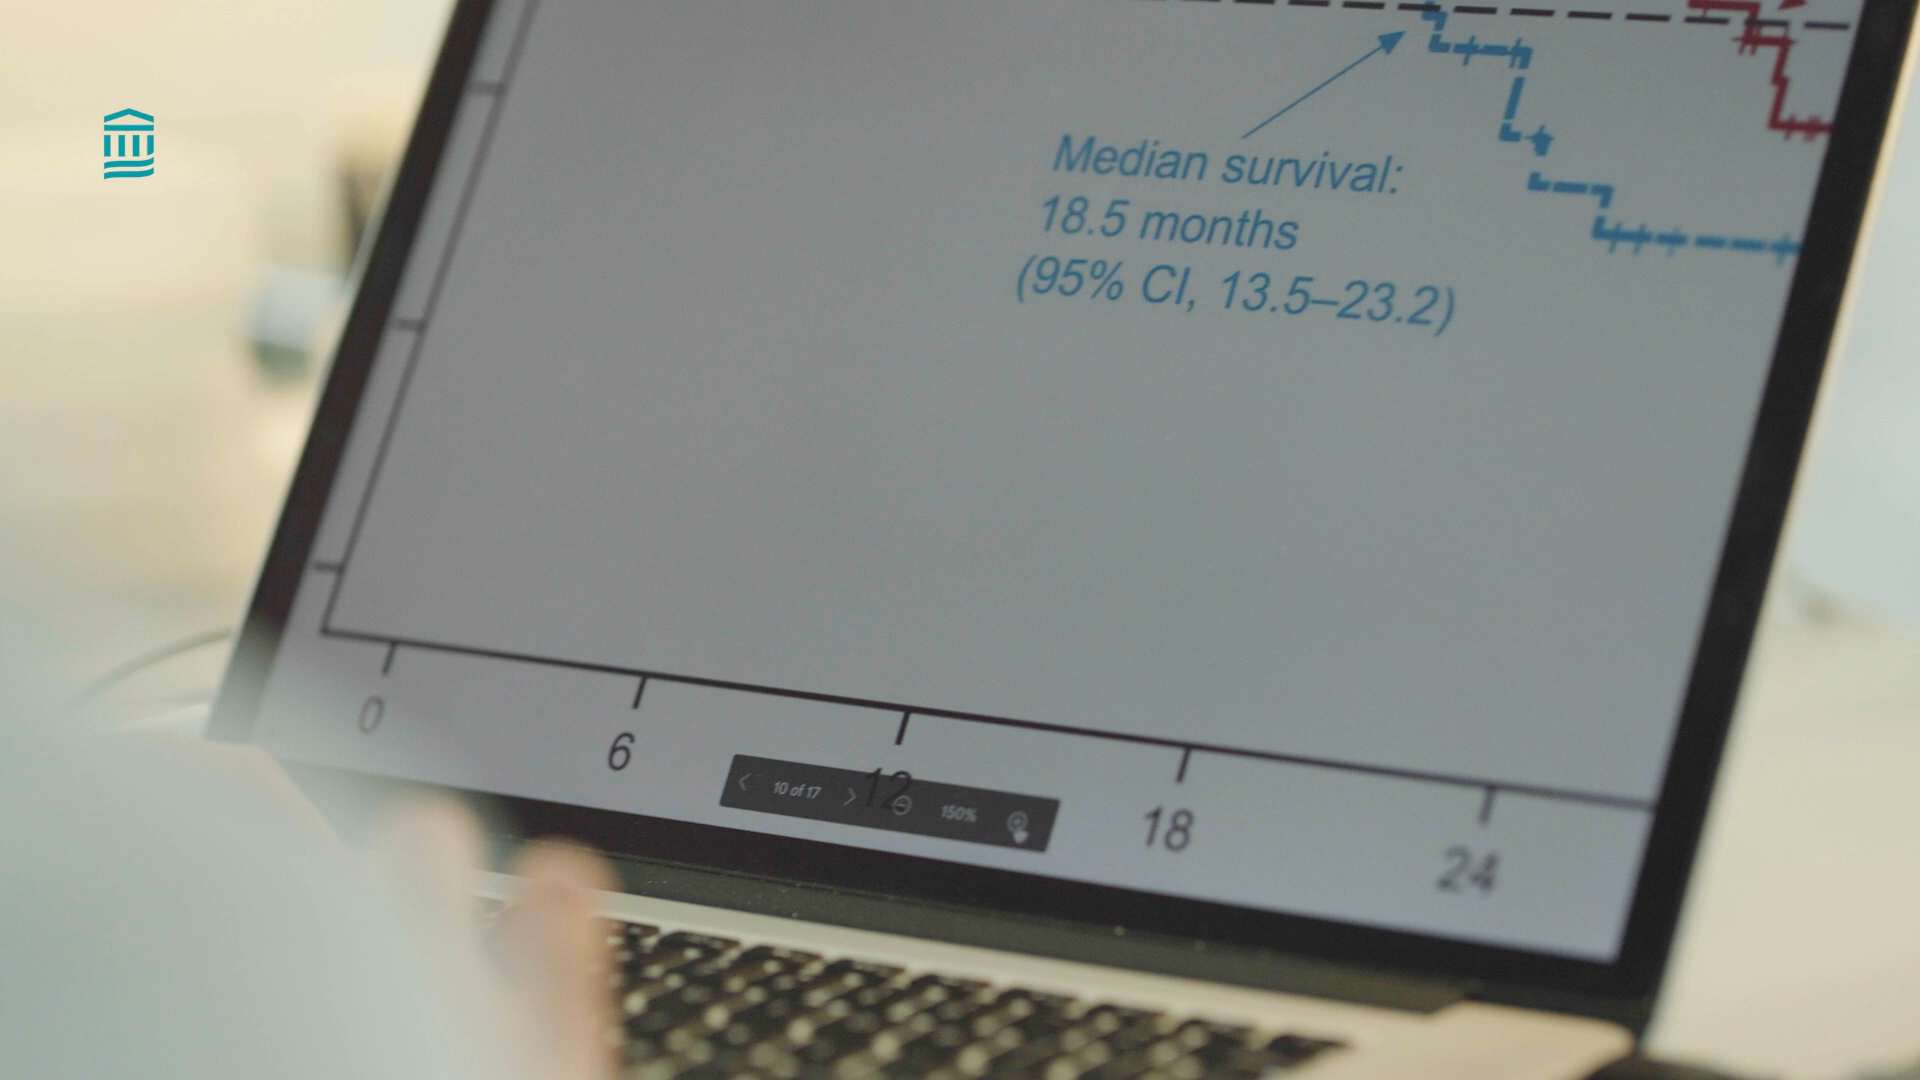 Median survival:
18.5 months
(95% CI, 13.5–23.2)
0
6
12
18
24
10 of 17
150%